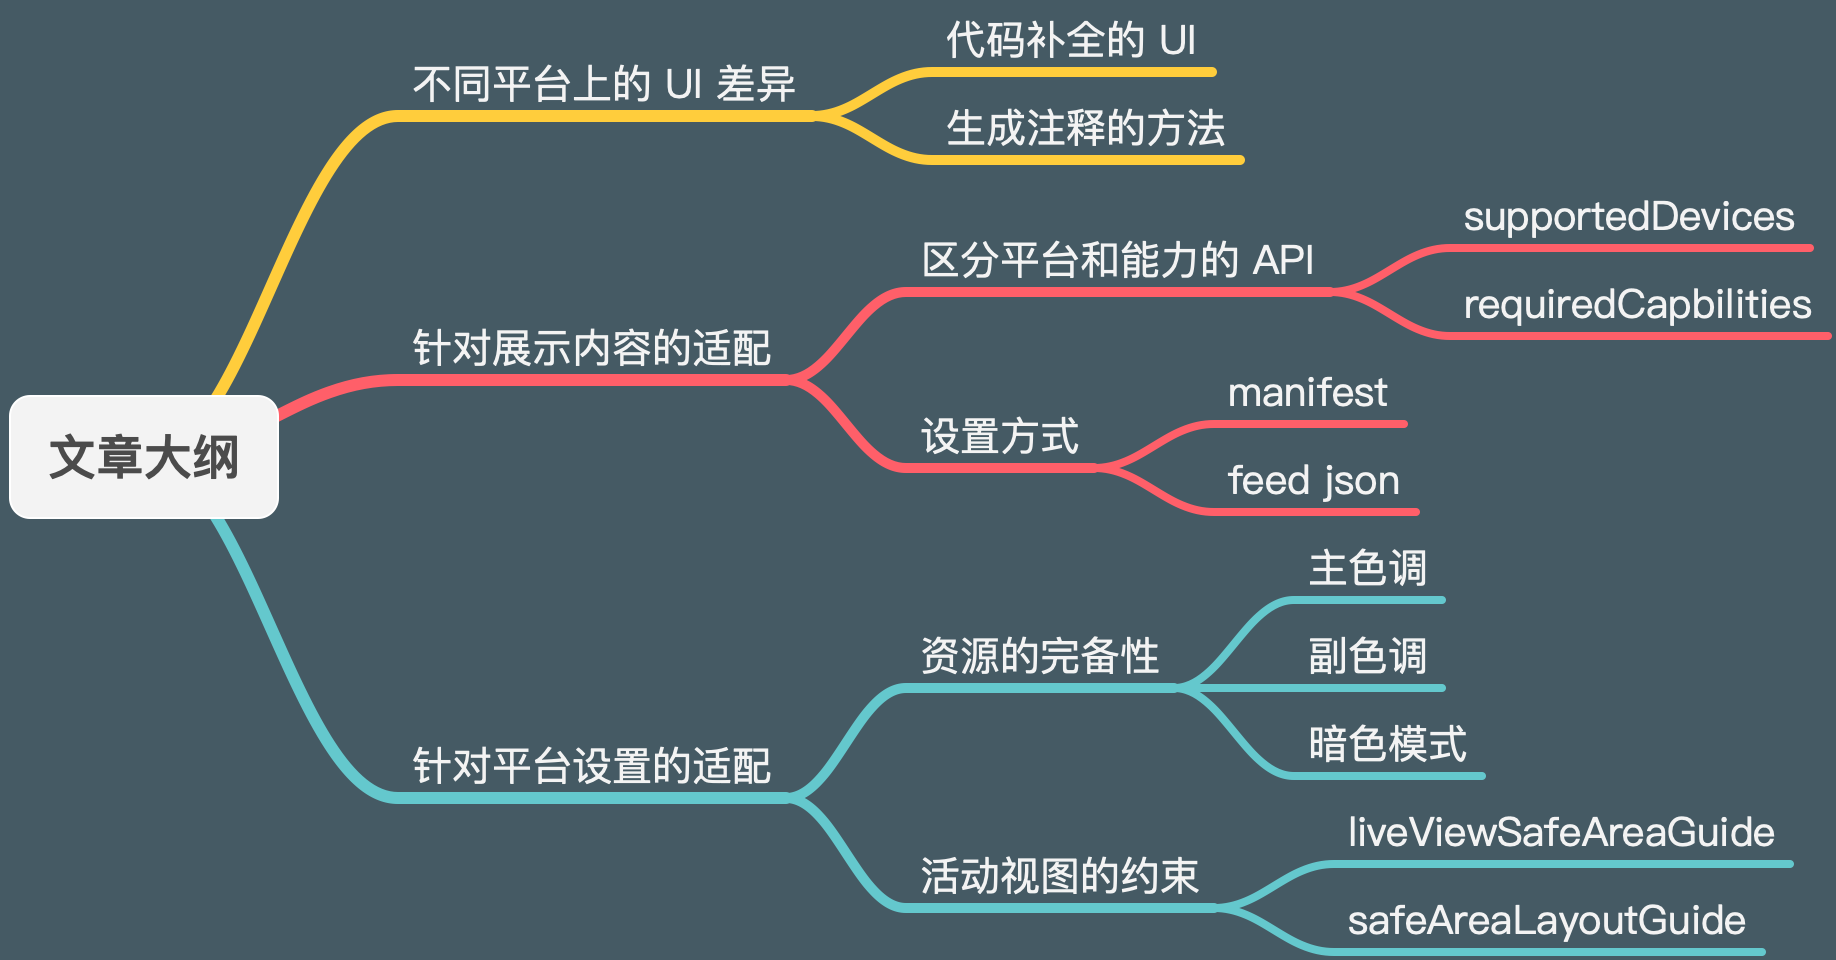 文章大纲
不同平台上的 UI 差异
代码补全的 UI
生成注释的方法
针对展示内容的适配
区分平台和能力的 API
supportedDevices
requiredCapbilities
设置方式
manifest
feed json
针对平台设置的适配
资源的完备性
主色调
副色调
暗色模式
活动视图的约束
liveViewSafeAreaGuide
safeAreaLayoutGuide